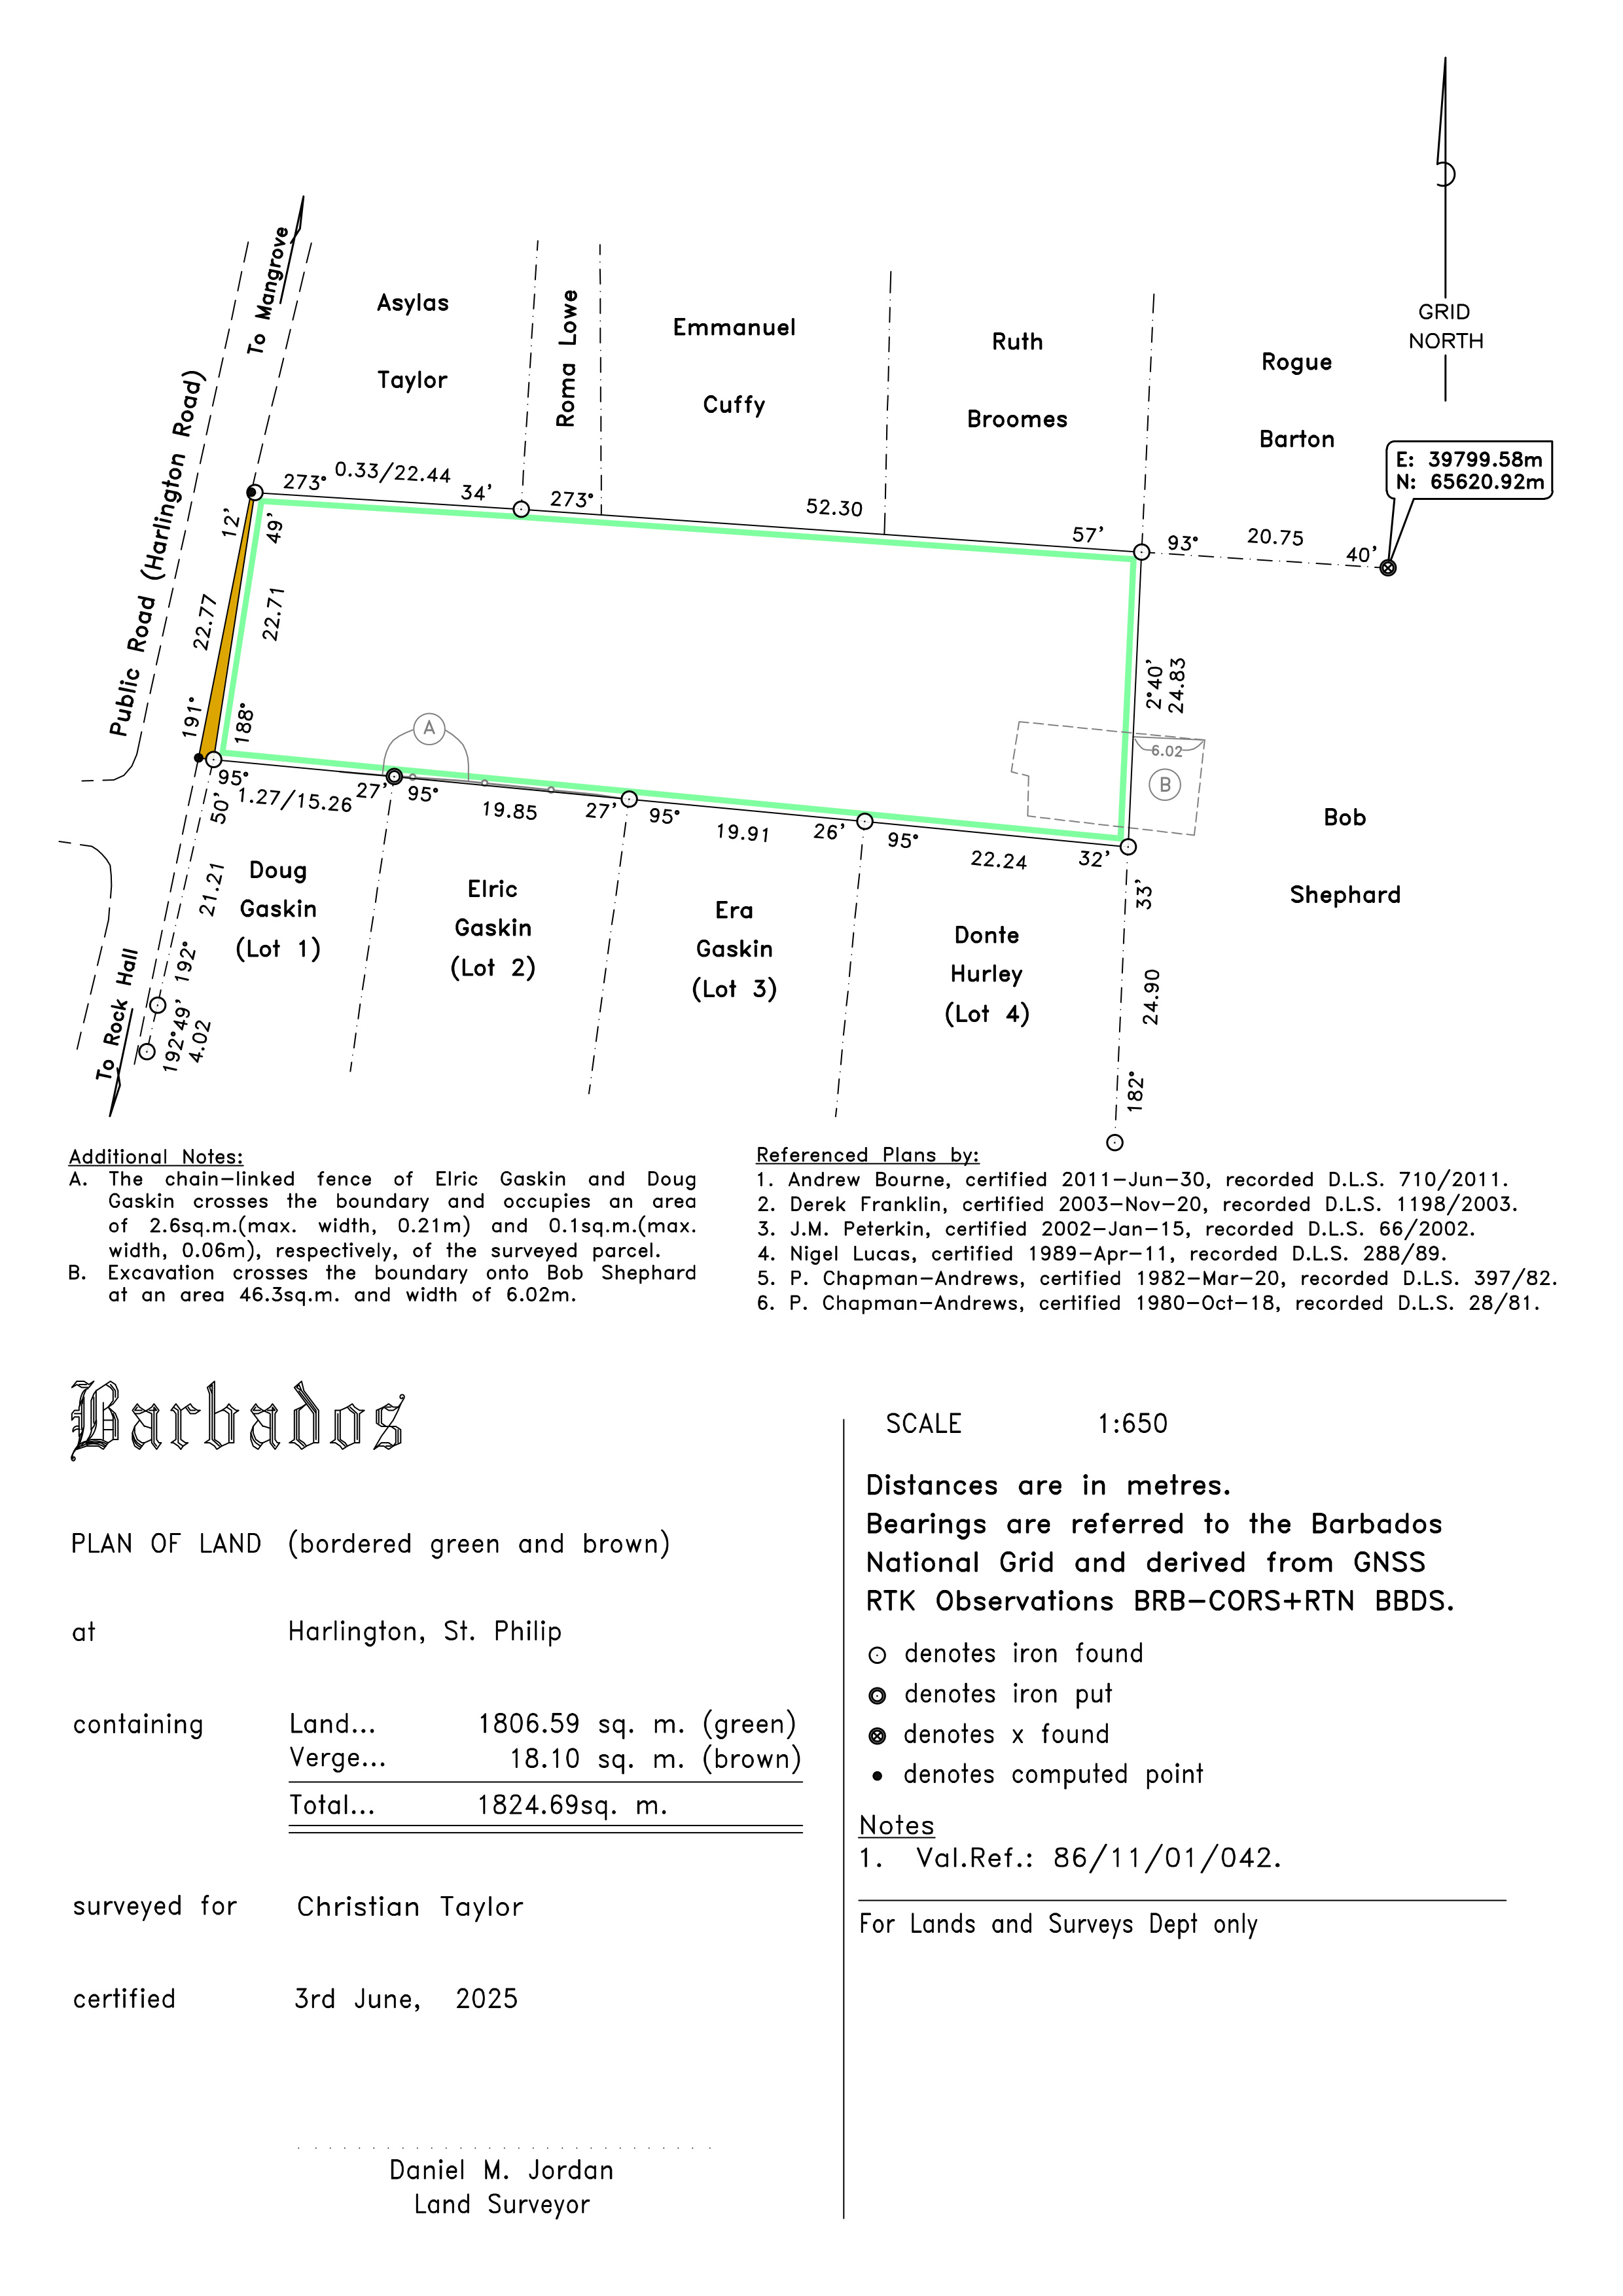 To Mangrove
Public Road (Harlington Road)
Asylas
Taylor
Roma Lowe
Emmanuel
Cuffy
Ruth
Broomes
Rogue
Barton
GRID
NORTH
E: 39799.58m
N: 65620.92m
273° 0.33/22.44 34'
273° 52.30 57'
93° 20.75 40'
191° 22.77 12'
188° 22.71 49'
2°40'
24.83
A
6.02
B
95° 1.27/15.26 27'
95° 19.85 27'
95° 19.91 26'
95° 22.24 32'
192° 21.21 50'
192°49'
4.02
182° 24.90 33'
Doug
Gaskin
(Lot 1)
Elric
Gaskin
(Lot 2)
Era
Gaskin
(Lot 3)
Donte
Hurley
(Lot 4)
Bob
Shephard
To Rock Hall
Additional Notes:
A. The chain-linked fence of Elric Gaskin and Doug
Gaskin crosses the boundary and occupies an area
of 2.6sq.m.(max. width, 0.21m) and 0.1sq.m.(max.
width, 0.06m), respectively, of the surveyed parcel.
B. Excavation crosses the boundary onto Bob Shephard
at an area 46.3sq.m. and width of 6.02m.
Referenced Plans by:
1. Andrew Bourne, certified 2011-Jun-30, recorded D.L.S. 710/2011.
2. Derek Franklin, certified 2003-Nov-20, recorded D.L.S. 1198/2003.
3. J.M. Peterkin, certified 2002-Jan-15, recorded D.L.S. 66/2002.
4. Nigel Lucas, certified 1989-Apr-11, recorded D.L.S. 288/89.
5. P. Chapman-Andrews, certified 1982-Mar-20, recorded D.L.S. 397/82.
6. P. Chapman-Andrews, certified 1980-Oct-18, recorded D.L.S. 28/81.
Barbados
PLAN OF LAND (bordered green and brown)
at Harlington, St. Philip
containing Land... 1806.59 sq. m. (green)
Verge... 18.10 sq. m. (brown)
Total... 1824.69sq. m.
surveyed for Christian Taylor
certified 3rd June, 2025
Daniel M. Jordan
Land Surveyor
SCALE 1:650
Distances are in metres.
Bearings are referred to the Barbados
National Grid and derived from GNSS
RTK Observations BRB-CORS+RTN BBDS.
denotes iron found
denotes iron put
denotes x found
denotes computed point
Notes
1. Val.Ref.: 86/11/01/042.
For Lands and Surveys Dept only